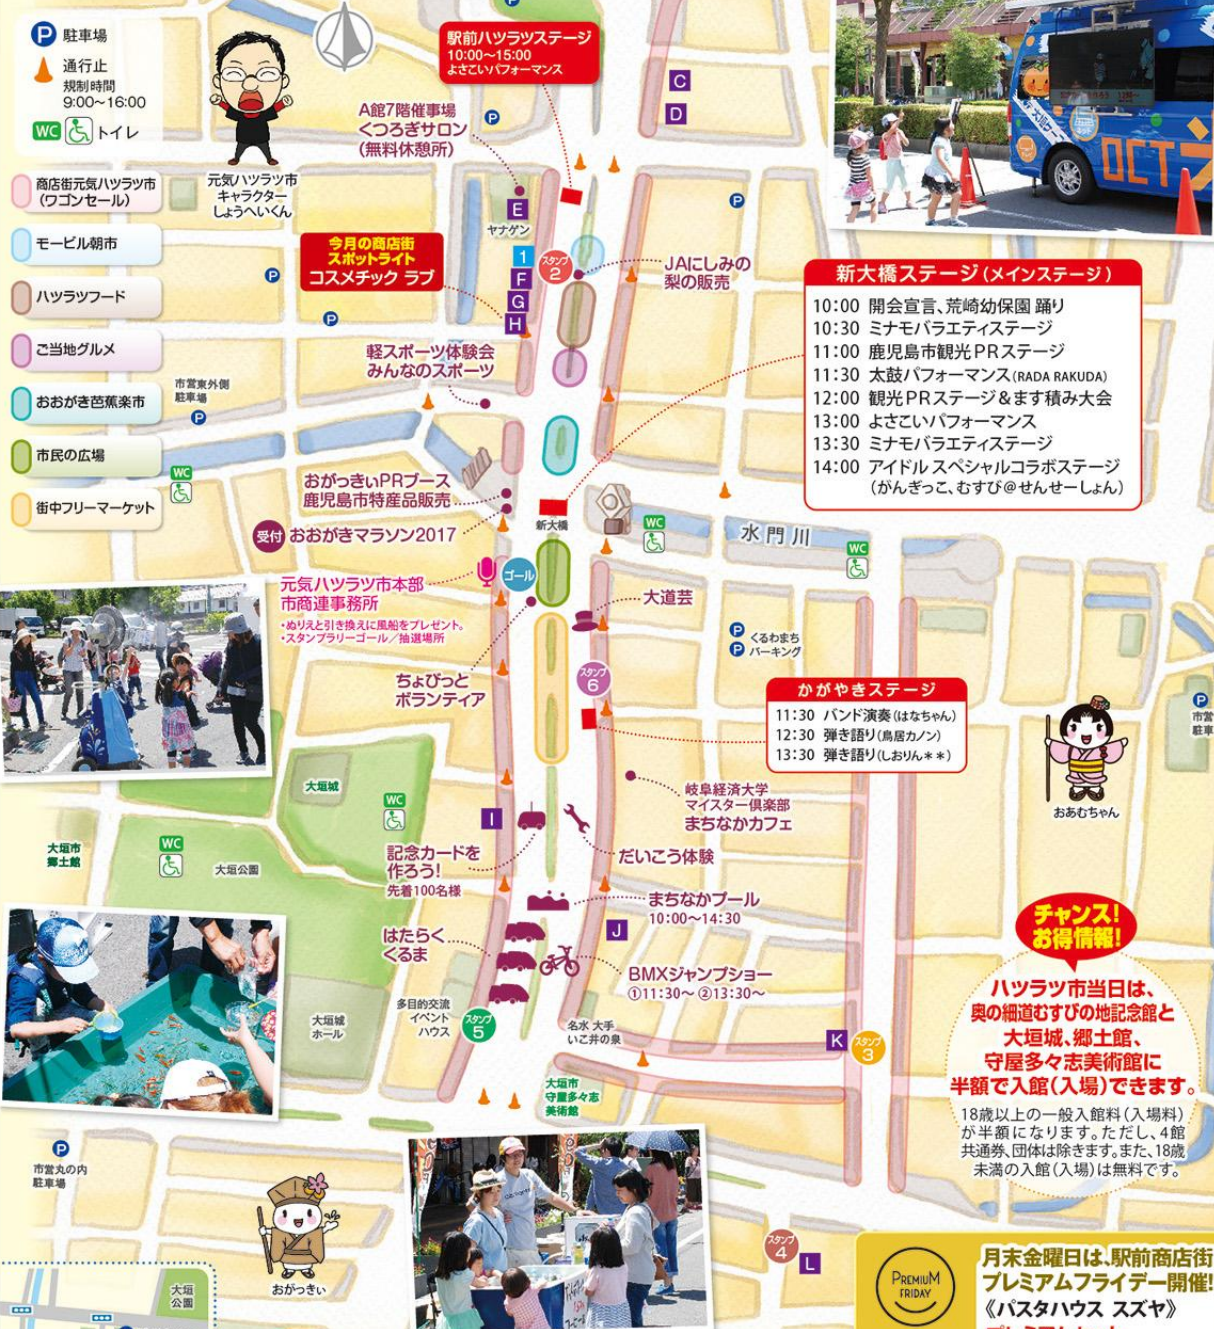 P 駐車場
通行止
規制時間
9:00〜16:00
WC トイレ
商店街元気ハツラツ市
(ワゴンセール)
モービル朝市
ハツラツフード
ご当地グルメ
おおがき芭蕉楽市
市民の広場
街中フリーマーケット
元気ハツラツ市
キャラクター
しょうへいくん
駅前ハツラツステージ
10:00〜15:00
よさこいパフォーマンス
P
C
D
A館7階催事場
くつろぎサロン
(無料休憩所)
P
E
ヤナゲン
P
今月の商店街
スポットライト
コスメチック ラブ
1
F
G
H
スタンプ
2
JAにしみの
梨の販売
P
P
OCT
新大橋ステージ(メインステージ)
10:00 開会宣言、荒崎幼保園 踊り
10:30 ミナモバラエティステージ
11:00 鹿児島市観光PRステージ
11:30 太鼓パフォーマンス(RADA RAKUDA)
12:00 観光PRステージ&ます積み大会
13:00 よさこいパフォーマンス
13:30 ミナモバラエティステージ
14:00 アイドル スペシャルコラボステージ
(がんぎっこ、むすび@せんせーしょん)
軽スポーツ体験会
みんなのスポーツ
市営東外側
駐車場
P
WC
おがっきぃPRブース
鹿児島市特産品販売
受付 おおがきマラソン2017
新大橋
WC
水門川
WC
元気ハツラツ市本部
市商連事務所
・ぬりえと引き換えに風船をプレゼント。
・スタンプラリーゴール/抽選場所
ゴール
大道芸
ちょびっと
ボランティア
スタンプ
6
P
P
くるわまち
パーキング
かがやきステージ
11:30 バンド演奏(はなちゃん)
12:30 弾き語り(鳥居カノン)
13:30 弾き語り(しおりん**)
P
市営
駐車
おあむちゃん
岐阜経済大学
マイスター倶楽部
まちなかカフェ
大垣城
WC
I
大垣市
郷土館
WC
大垣公園
記念カードを
作ろう!
先着100名様
だいこう体験
まちなかプール
10:00〜14:30
はたらく
くるま
J
BMXジャンプショー
①11:30〜 ②13:30〜
多目的交流
イベント
ハウス
スタンプ
5
大垣城
ホール
名水 大手
いこ井の泉
K
スタンプ
3
大垣市
守屋多々志
美術館
チャンス!
お得情報!
ハツラツ市当日は、
奥の細道むすびの地記念館と
大垣城、郷土館、
守屋多々志美術館に
半額で入館(入場)できます。
18歳以上の一般入館料(入場料)
が半額になります。ただし、4館
共通券、団体は除きます。また、18歳
未満の入館(入場)は無料です。
P
市営丸の内
駐車場
おがっきぃ
大垣
公園
スタンプ
4
L
PREMIUM
FRIDAY
月末金曜日は、駅前商店街
プレミアムフライデー開催!
《パスタハウス スズヤ》